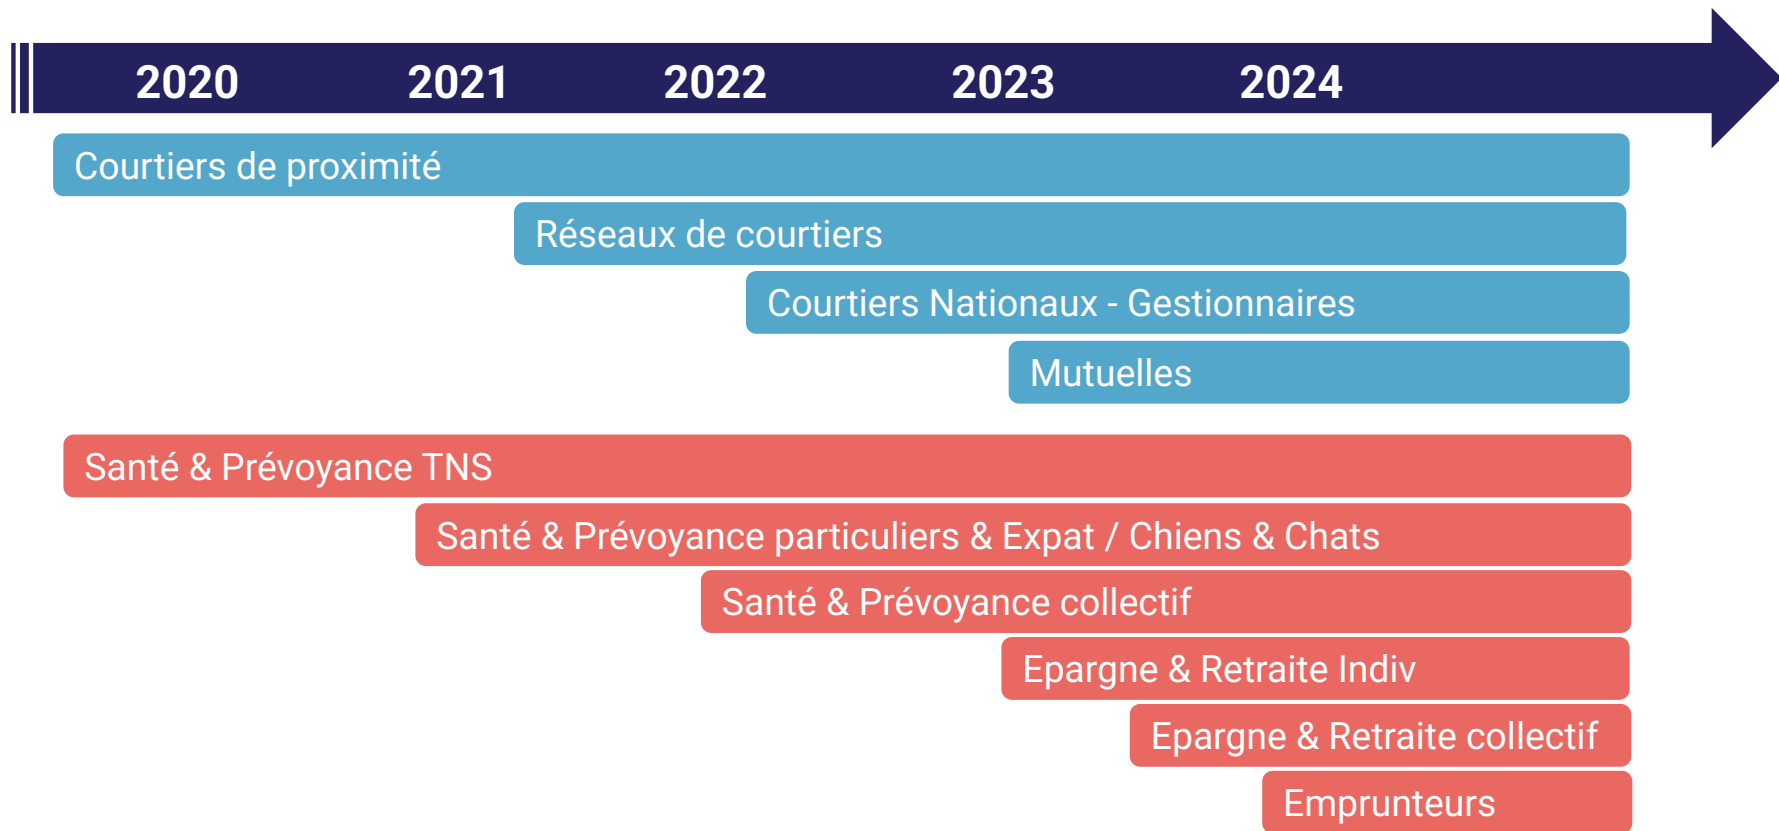 2020 2021 2022 2023 2024
Courtiers de proximité
Réseaux de courtiers
Courtiers Nationaux - Gestionnaires
Mutuelles
Santé & Prévoyance TNS
Santé & Prévoyance particuliers & Expat / Chiens & Chats
Santé & Prévoyance collectif
Epargne & Retraite Indiv
Epargne & Retraite collectif
Emprunteurs